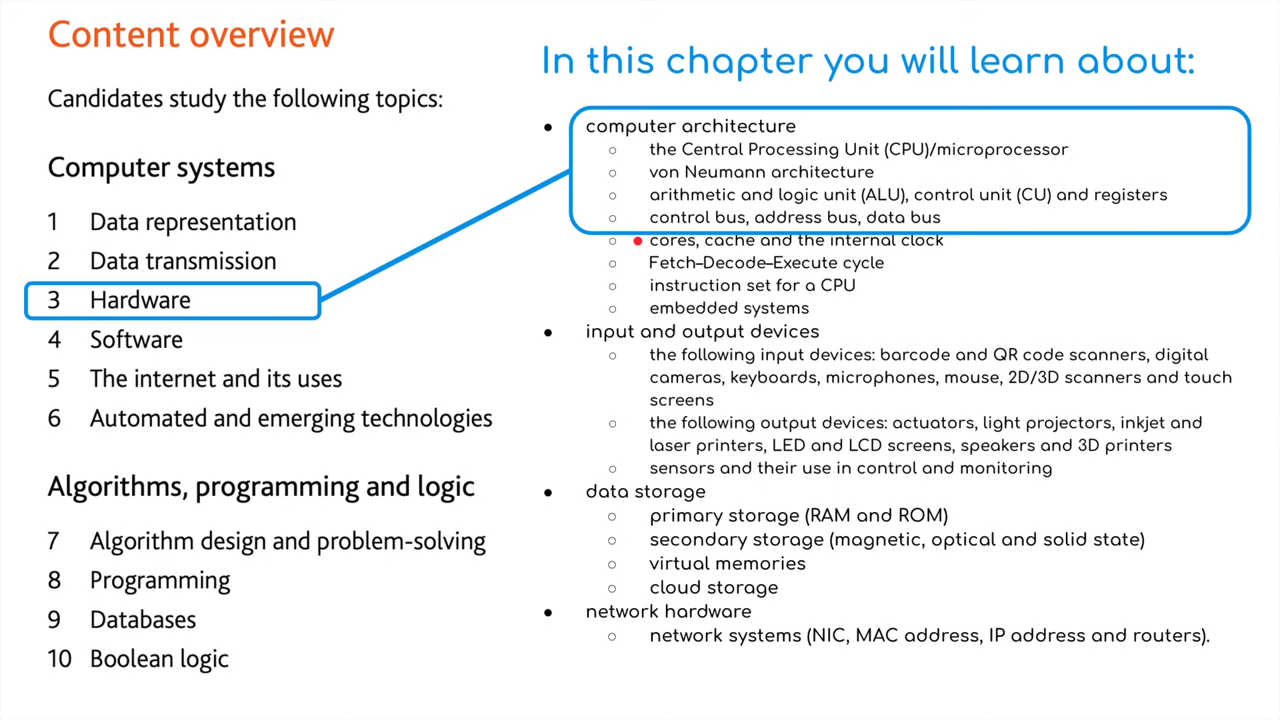 Content overview
Candidates study the following topics:
Computer systems
1 Data representation
2 Data transmission
3 Hardware
4 Software
5 The internet and its uses
6 Automated and emerging technologies
Algorithms, programming and logic
7 Algorithm design and problem-solving
8 Programming
9 Databases
10 Boolean logic
In this chapter you will learn about:
● computer architecture
○ the Central Processing Unit (CPU)/microprocessor
○ von Neumann architecture
○ arithmetic and logic unit (ALU), control unit (CU) and registers
○ control bus, address bus, data bus
○ cores, cache and the internal clock
○ Fetch–Decode–Execute cycle
○ instruction set for a CPU
○ embedded systems
● input and output devices
○ the following input devices: barcode and QR code scanners, digital
cameras, keyboards, microphones, mouse, 2D/3D scanners and touch
screens
○ the following output devices: actuators, light projectors, inkjet and
laser printers, LED and LCD screens, speakers and 3D printers
○ sensors and their use in control and monitoring
● data storage
○ primary storage (RAM and ROM)
○ secondary storage (magnetic, optical and solid state)
○ virtual memories
○ cloud storage
● network hardware
○ network systems (NIC, MAC address, IP address and routers).